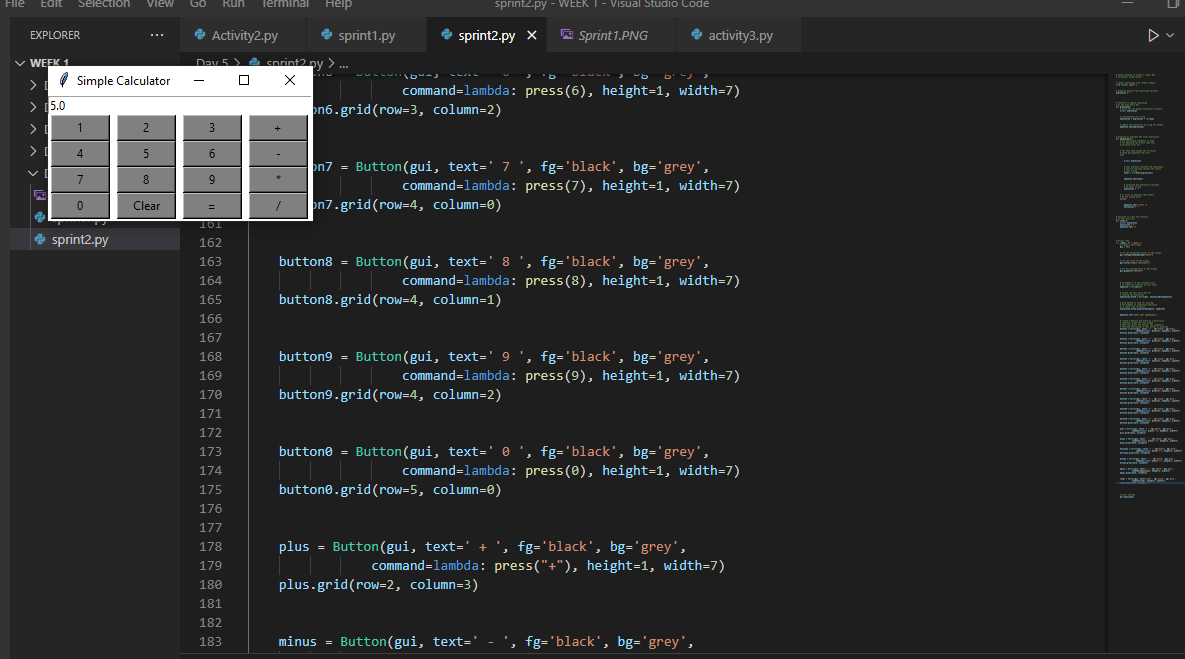 File Edit Selection View Go Run Terminal Help sprint2.py - WEEK 1 - Visual Studio Code
EXPLORER ··· Activity2.py sprint1.py sprint2.py Sprint1.PNG activity3.py
WEEK 1 Day 5 > sprint2.py > ...
Simple Calculator
5.0
1 2 3 +
4 5 6 -
7 8 9 *
0 Clear = /
sprint2.py
command=lambda: press(6), height=1, width=7)
on6.grid(row=3, column=2)
on7 = Button(gui, text=' 7 ', fg='black', bg='grey',
command=lambda: press(7), height=1, width=7)
on7.grid(row=4, column=0)
161
162
163 button8 = Button(gui, text=' 8 ', fg='black', bg='grey',
164 command=lambda: press(8), height=1, width=7)
165 button8.grid(row=4, column=1)
166
167
168 button9 = Button(gui, text=' 9 ', fg='black', bg='grey',
169 command=lambda: press(9), height=1, width=7)
170 button9.grid(row=4, column=2)
171
172
173 button0 = Button(gui, text=' 0 ', fg='black', bg='grey',
174 command=lambda: press(0), height=1, width=7)
175 button0.grid(row=5, column=0)
176
177
178 plus = Button(gui, text=' + ', fg='black', bg='grey',
179 command=lambda: press("+"), height=1, width=7)
180 plus.grid(row=2, column=3)
181
182
183 minus = Button(gui, text=' - ', fg='black', bg='grey',